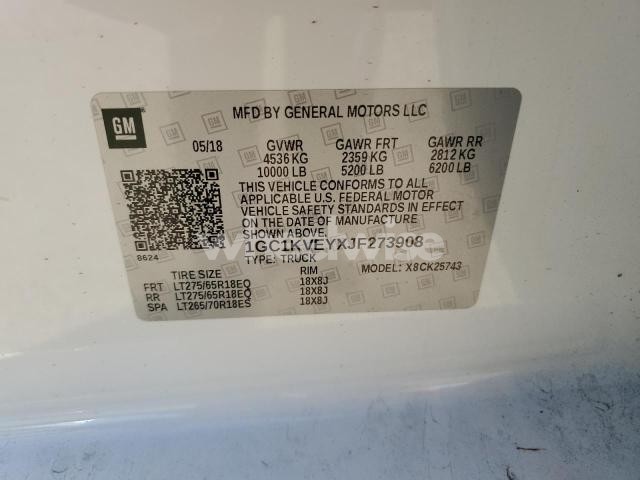 GM
MFD BY GENERAL MOTORS LLC
05/18 GVWR GAWR FRT GAWR RR
4536 KG 2359 KG 2812 KG
10000 LB 5200 LB 6200 LB
THIS VEHICLE CONFORMS TO ALL
APPLICABLE U.S. FEDERAL MOTOR
VEHICLE SAFETY STANDARDS IN EFFECT
ON THE DATE OF MANUFACTURE
SHOWN ABOVE.
8624 1GC1KVEYXJF273908
TYPE: TRUCK MODEL: X8CK25743
TIRE SIZE RIM
FRT LT275/65R18EQ 18X8J
RR LT275/65R18EQ 18X8J
SPA LT265/70R18ES 18X8J